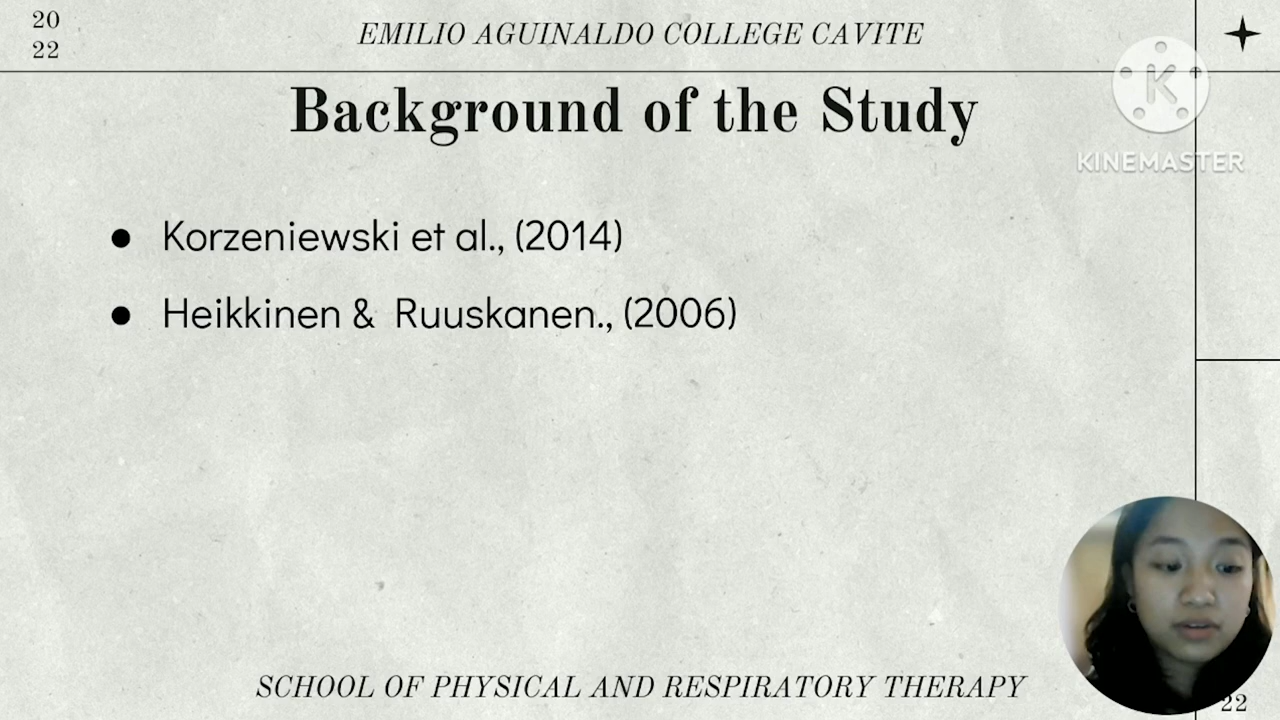 20
22
EMILIO AGUINALDO COLLEGE CAVITE
K
KINEMASTER
Background of the Study
● Korzeniewski et al., (2014)
● Heikkinen & Ruuskanen., (2006)
SCHOOL OF PHYSICAL AND RESPIRATORY THERAPY
22